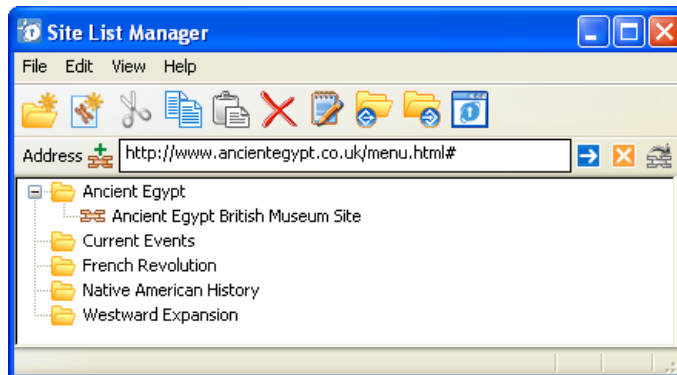 Site List Manager
File Edit View Help
Address http://www.ancientegypt.co.uk/menu.html#
Ancient Egypt
Ancient Egypt British Museum Site
Current Events
French Revolution
Native American History
Westward Expansion